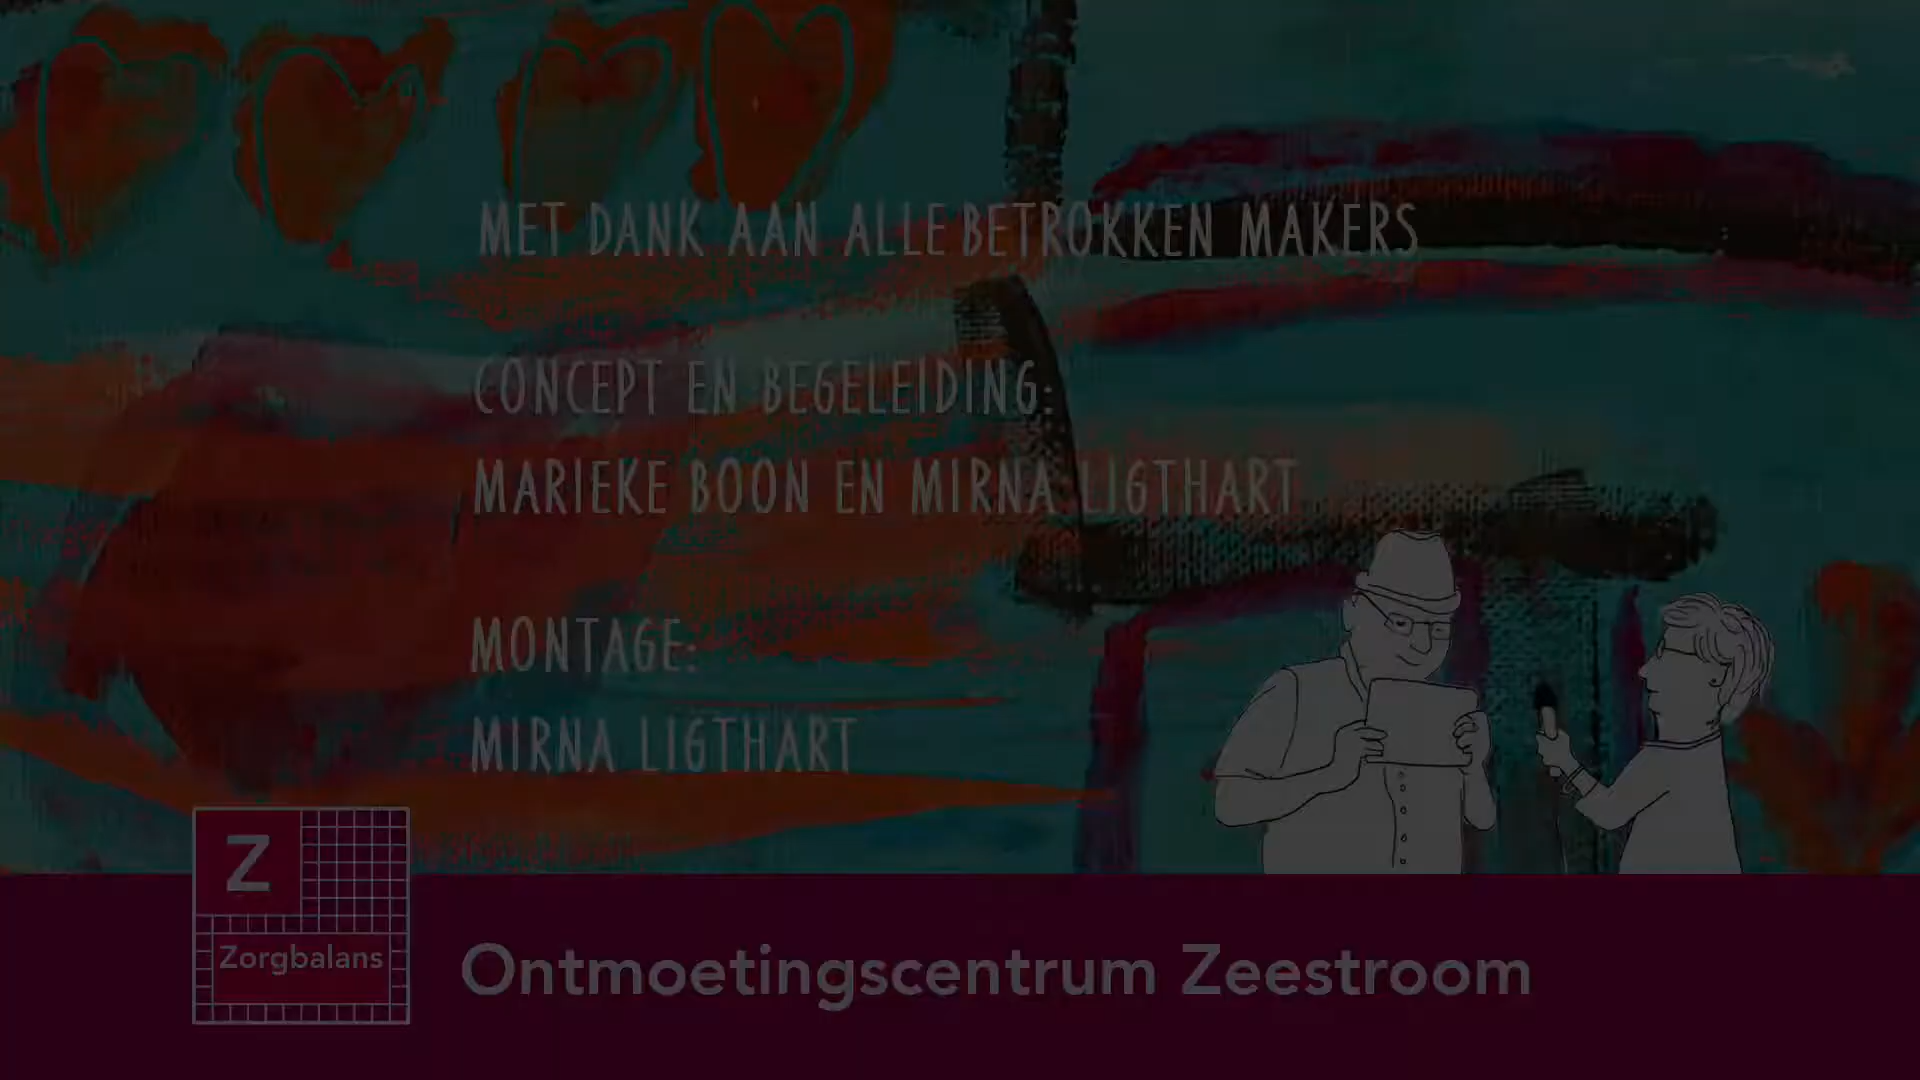 MET DANK AAN ALLE BETROKKEN MAKERS
CONCEPT EN BEGELEIDING:
MARIEKE BOON EN MIRNA LIGTHART
MONTAGE:
MIRNA LIGTHART
Z
Zorgbalans
Ontmoetingscentrum Zeestroom